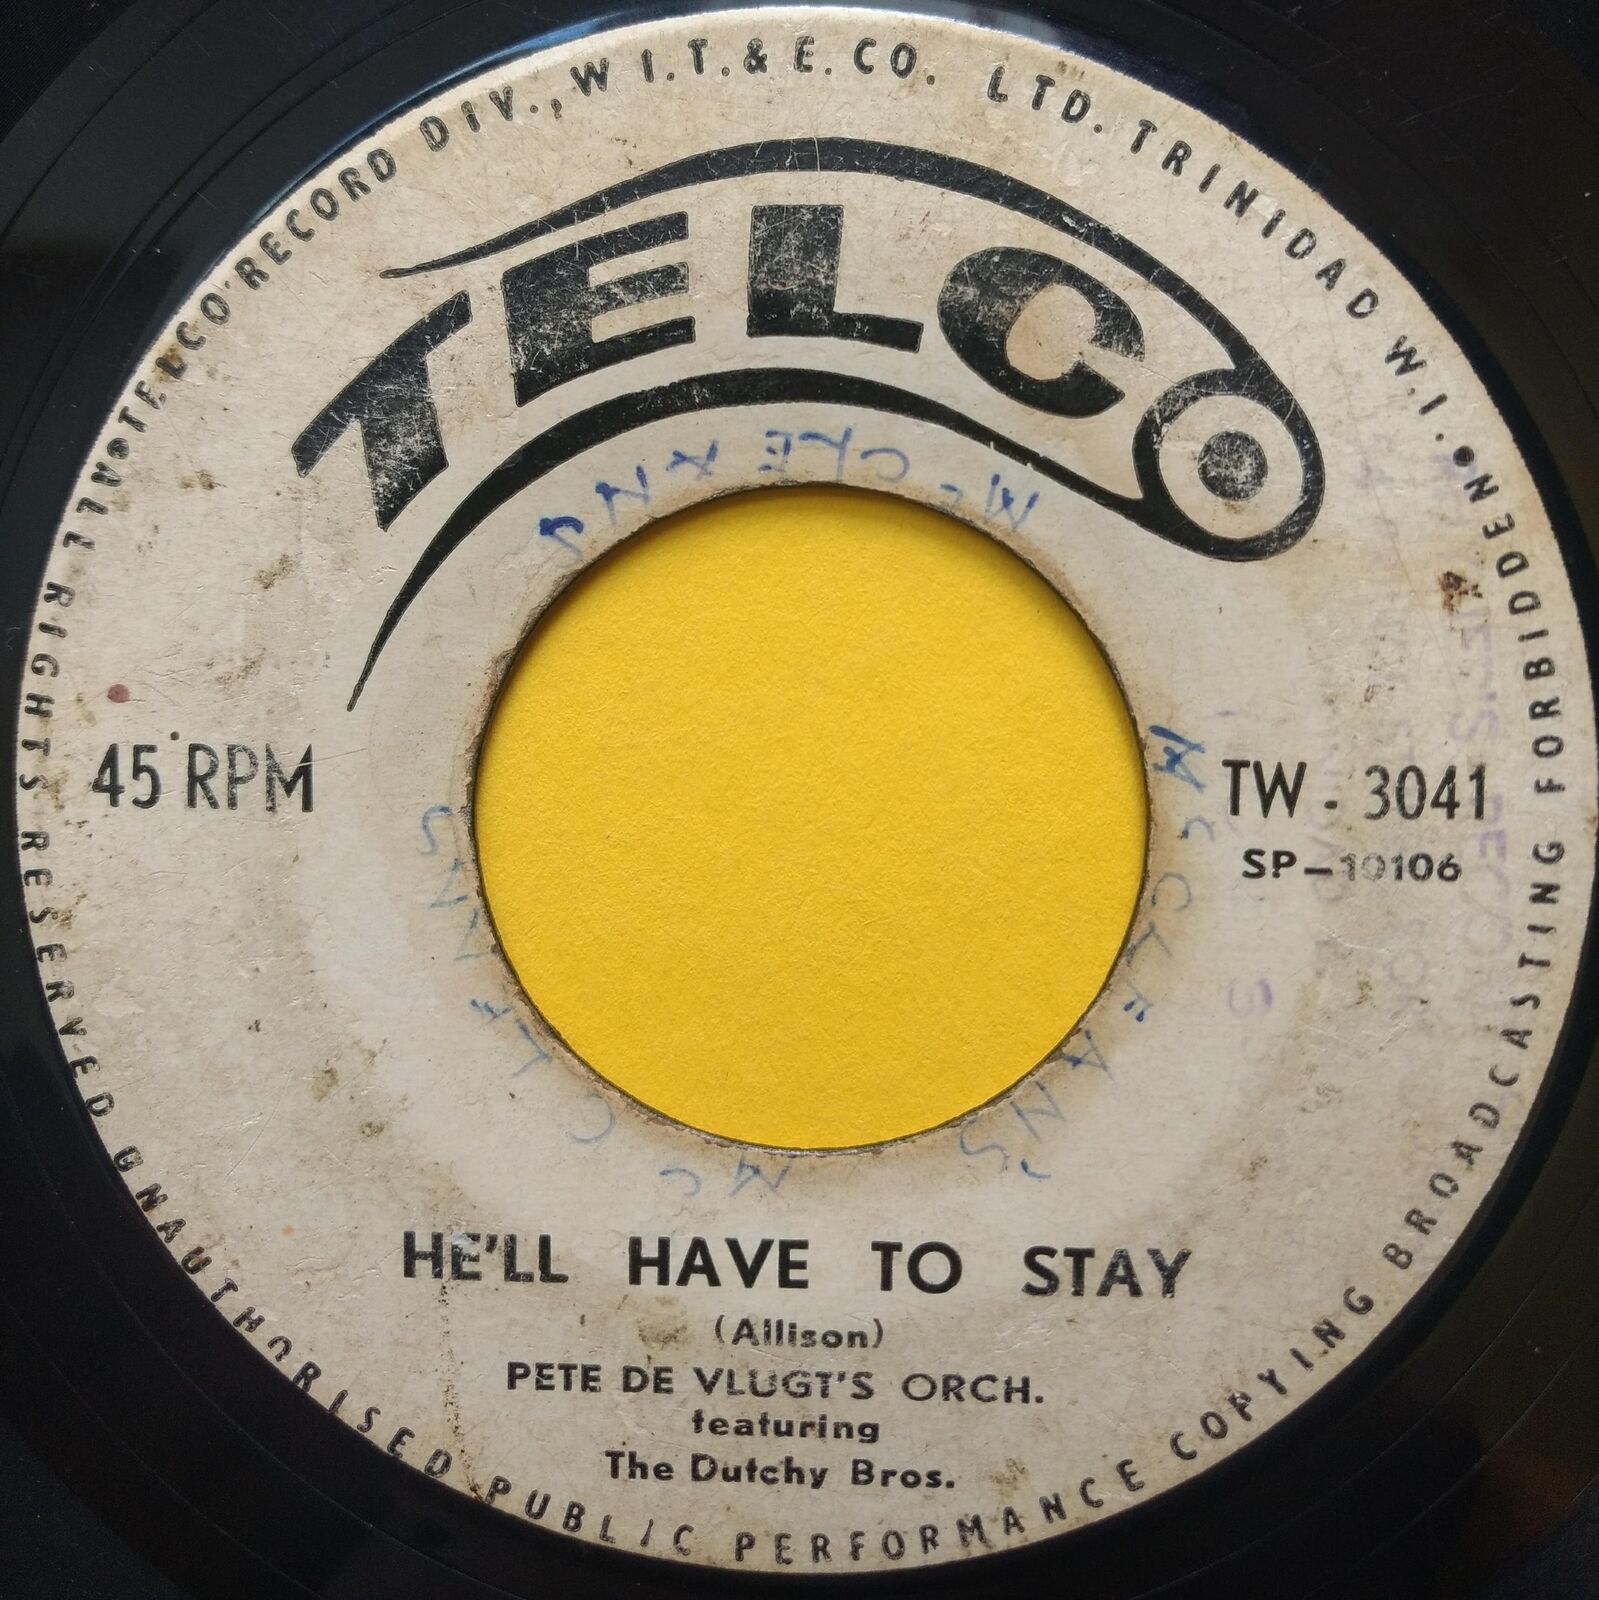 TELCO RECORD DIV., W I.T. & E. CO. LTD. TRINIDAD W.I.
TELCO
McCLEANS
45 RPM
TW - 3041
SP-10106
HE'LL HAVE TO STAY
(Allison)
PETE DE VLUGT'S ORCH.
featuring
The Dutchy Bros.
ALL RIGHTS RESERVED UNAUTHORISED PUBLIC PERFORMANCE COPYING BROADCASTING FORBIDDEN